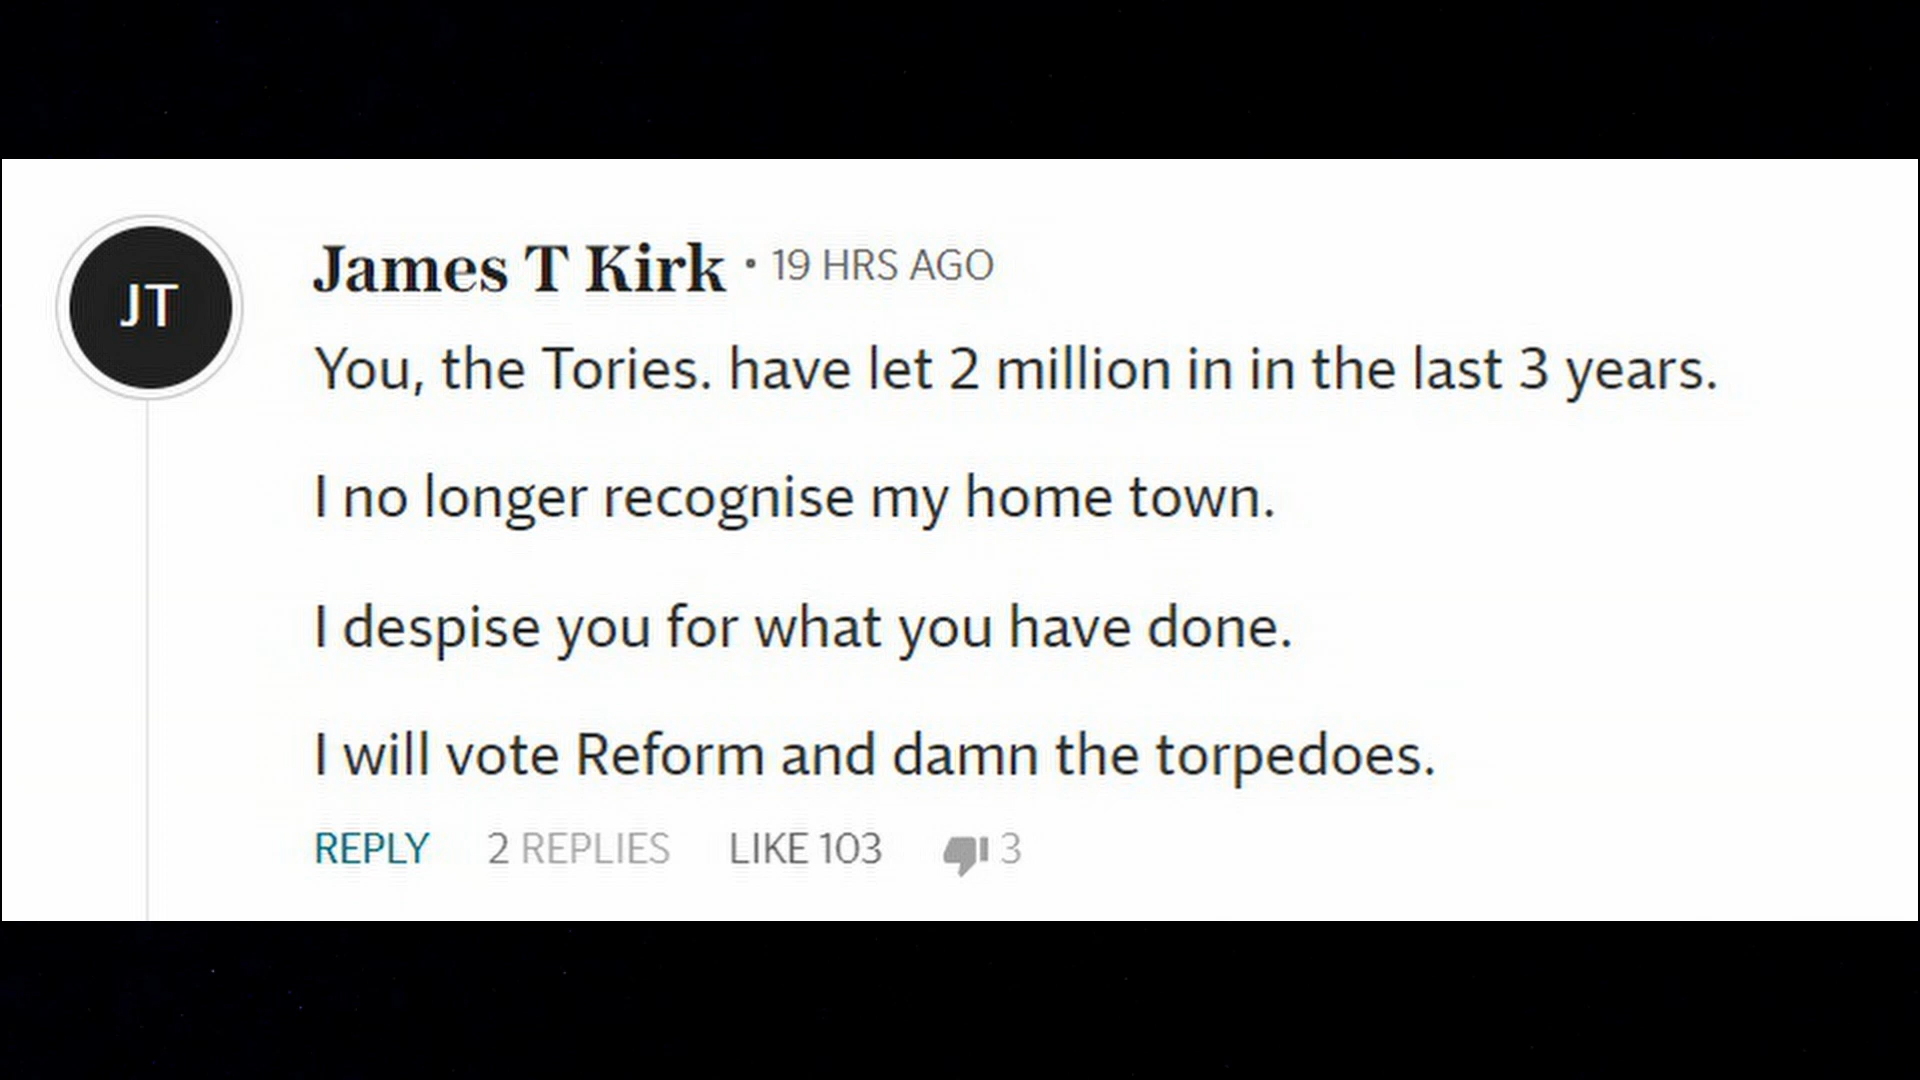 JT
James T Kirk • 19 HRS AGO
You, the Tories. have let 2 million in in the last 3 years.
I no longer recognise my home town.
I despise you for what you have done.
I will vote Reform and damn the torpedoes.
REPLY 2 REPLIES LIKE 103 3